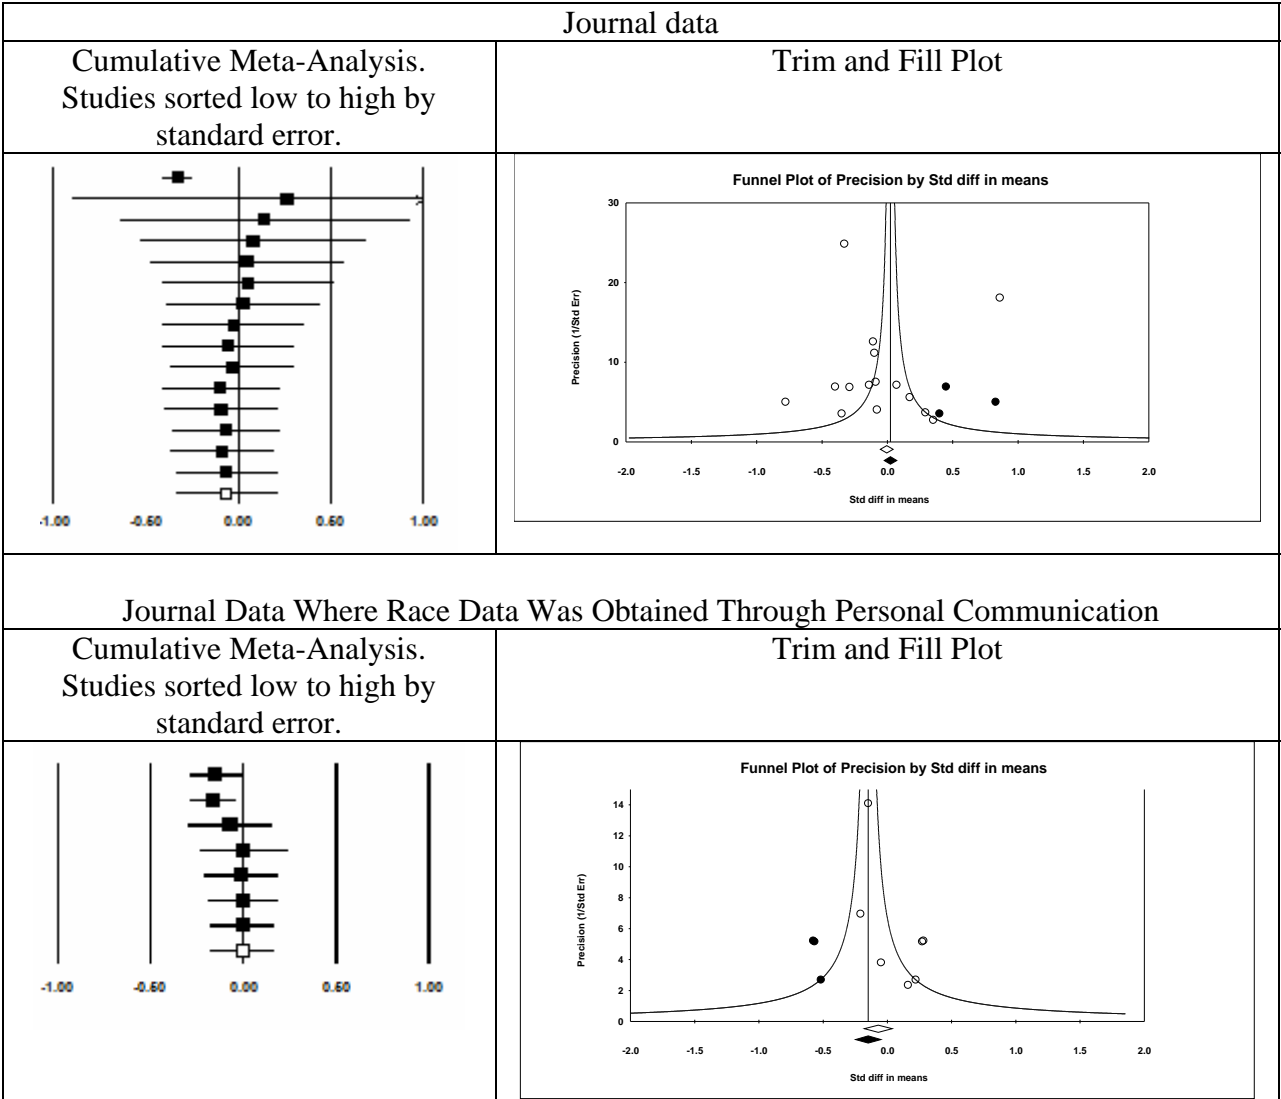 Journal data
Cumulative Meta-Analysis.
Studies sorted low to high by
standard error.
Trim and Fill Plot
-1.00 -0.50 0.00 0.50 1.00
Funnel Plot of Precision by Std diff in means
30
20
10
0
Precision (1/Std Err)
-2.0 -1.5 -1.0 -0.5 0.0 0.5 1.0 1.5 2.0
Std diff in means
Journal Data Where Race Data Was Obtained Through Personal Communication
Cumulative Meta-Analysis.
Studies sorted low to high by
standard error.
Trim and Fill Plot
-1.00 -0.50 0.00 0.50 1.00
Funnel Plot of Precision by Std diff in means
14
12
10
8
6
4
2
0
Precision (1/Std Err)
-2.0 -1.5 -1.0 -0.5 0.0 0.5 1.0 1.5 2.0
Std diff in means